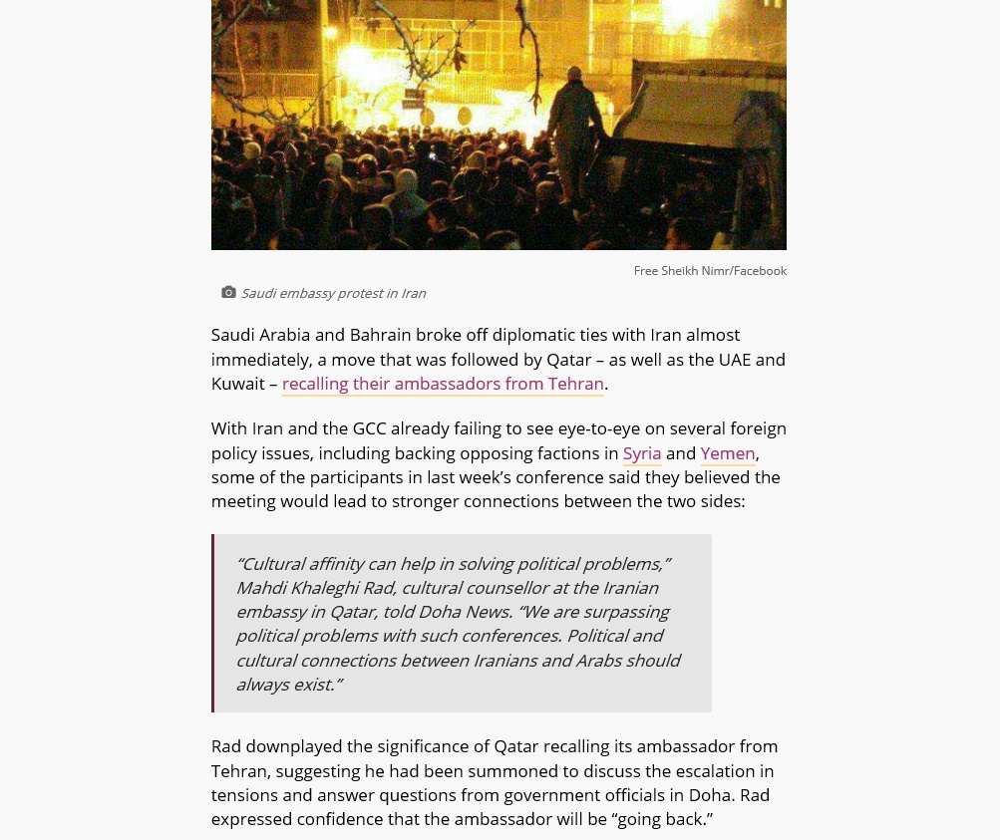 Free Sheikh Nimr/Facebook
Saudi embassy protest in Iran
Saudi Arabia and Bahrain broke off diplomatic ties with Iran almost
immediately, a move that was followed by Qatar – as well as the UAE and
Kuwait – recalling their ambassadors from Tehran.
With Iran and the GCC already failing to see eye-to-eye on several foreign
policy issues, including backing opposing factions in Syria and Yemen,
some of the participants in last week’s conference said they believed the
meeting would lead to stronger connections between the two sides:
“Cultural affinity can help in solving political problems,”
Mahdi Khaleghi Rad, cultural counsellor at the Iranian
embassy in Qatar, told Doha News. “We are surpassing
political problems with such conferences. Political and
cultural connections between Iranians and Arabs should
always exist.”
Rad downplayed the significance of Qatar recalling its ambassador from
Tehran, suggesting he had been summoned to discuss the escalation in
tensions and answer questions from government officials in Doha. Rad
expressed confidence that the ambassador will be “going back.”